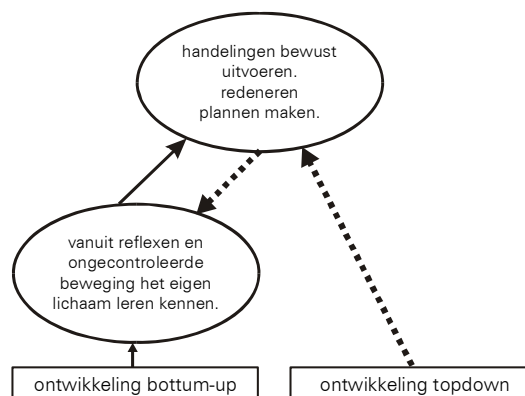 handelingen bewust
uitvoeren.
redeneren
plannen maken.
vanuit reflexen en
ongecontroleerde
beweging het eigen
lichaam leren kennen.
ontwikkeling bottum-up
ontwikkeling topdown